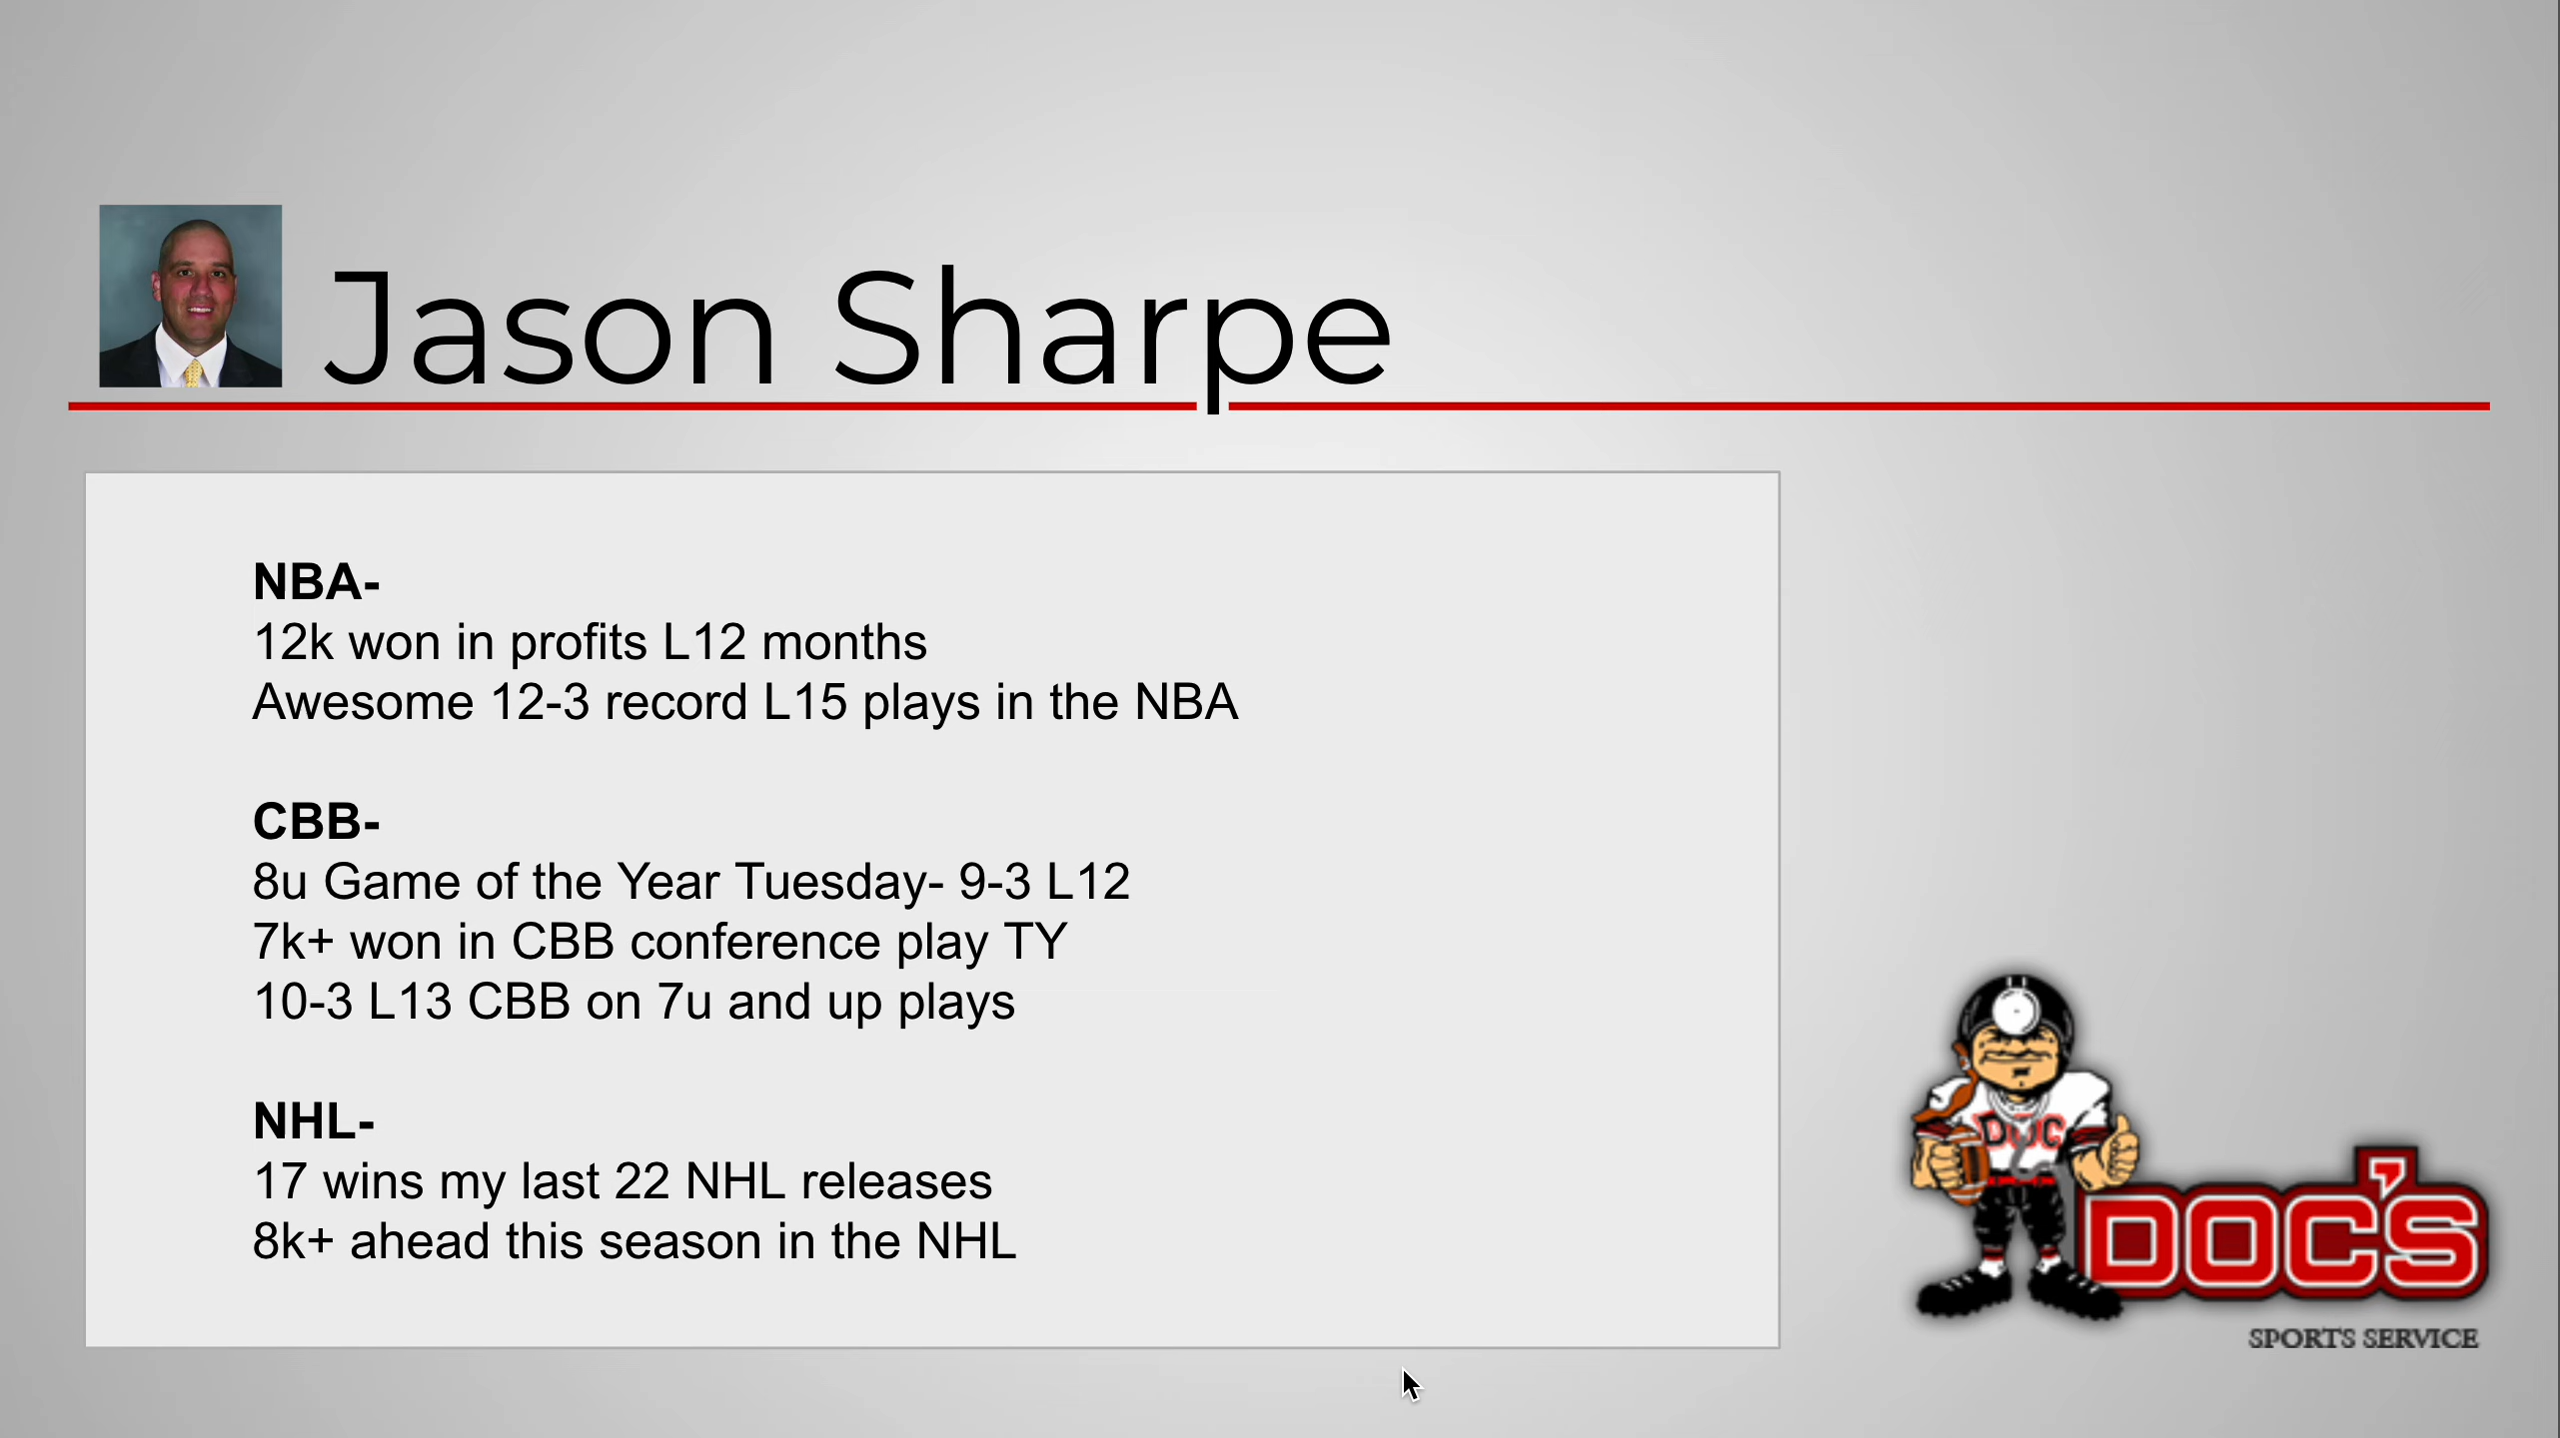 Jason Sharpe
NBA-
12k won in profits L12 months
Awesome 12-3 record L15 plays in the NBA
CBB-
8u Game of the Year Tuesday- 9-3 L12
7k+ won in CBB conference play TY
10-3 L13 CBB on 7u and up plays
NHL-
17 wins my last 22 NHL releases
8k+ ahead this season in the NHL
DOC
DOC'S
SPORTS SERVICE